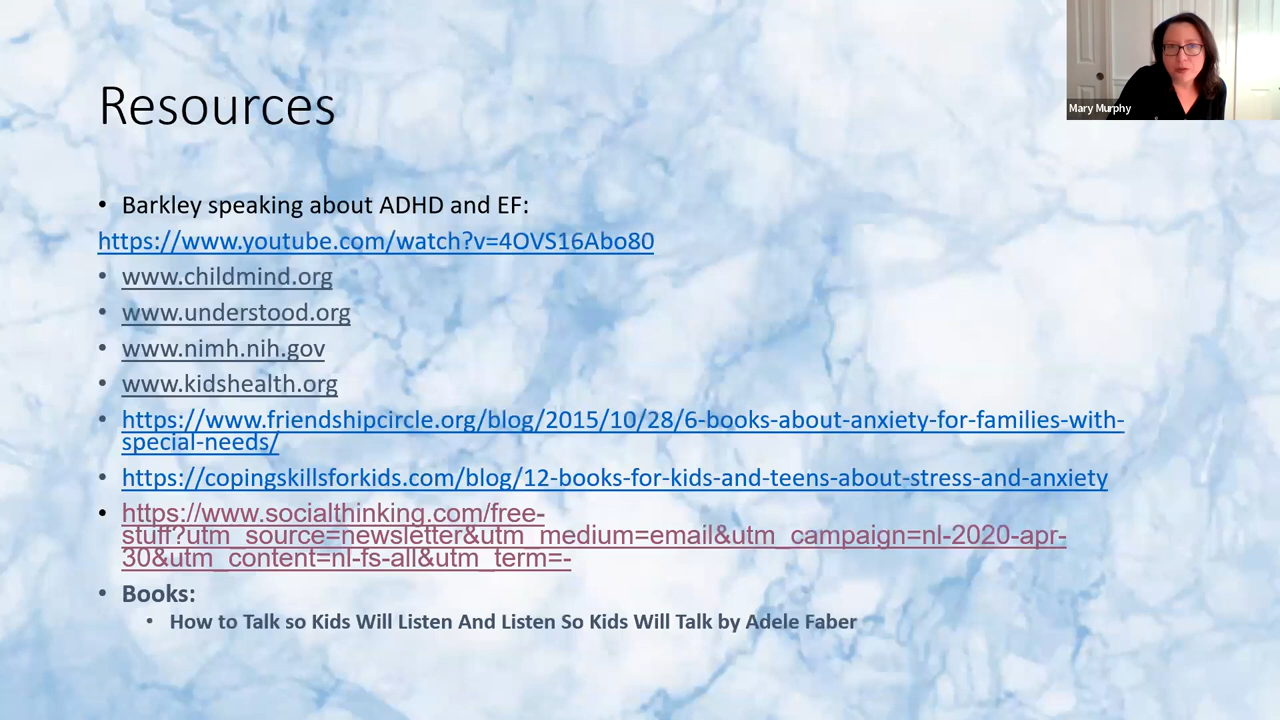 Resources
Mary Murphy
• Barkley speaking about ADHD and EF:
https://www.youtube.com/watch?v=4OVS16Abo80
• www.childmind.org
• www.understood.org
• www.nimh.nih.gov
• www.kidshealth.org
• https://www.friendshipcircle.org/blog/2015/10/28/6-books-about-anxiety-for-families-with-
special-needs/
• https://copingskillsforkids.com/blog/12-books-for-kids-and-teens-about-stress-and-anxiety
• https://www.socialthinking.com/free-
stuff?utm_source=newsletter&utm_medium=email&utm_campaign=nl-2020-apr-
30&utm_content=nl-fs-all&utm_term=-
• Books:
• How to Talk so Kids Will Listen And Listen So Kids Will Talk by Adele Faber